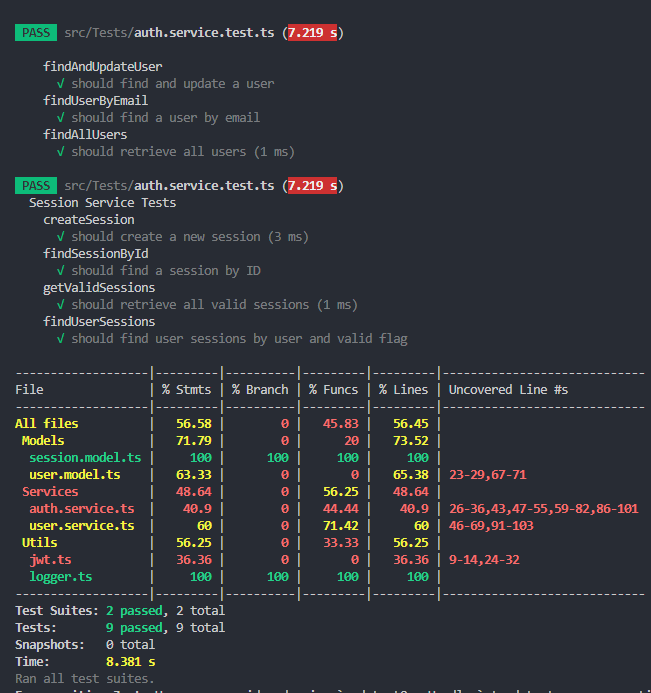 PASS src/Tests/auth.service.test.ts (7.219 s)
findAndUpdateUser
√ should find and update a user
findUserByEmail
√ should find a user by email
findAllUsers
√ should retrieve all users (1 ms)
PASS src/Tests/auth.service.test.ts (7.219 s)
Session Service Tests
createSession
√ should create a new session (3 ms)
findSessionById
√ should find a session by ID
getValidSessions
√ should retrieve all valid sessions (1 ms)
findUserSessions
√ should find user sessions by user and valid flag
-------------------|---------|----------|---------|---------|---------------------------
File | % Stmts | % Branch | % Funcs | % Lines | Uncovered Line #s
-------------------|---------|----------|---------|---------|---------------------------
All files | 56.58 | 0 | 45.83 | 56.45 |
Models | 71.79 | 0 | 20 | 73.52 |
session.model.ts | 100 | 100 | 100 | 100 |
user.model.ts | 63.33 | 0 | 0 | 65.38 | 23-29,67-71
Services | 48.64 | 0 | 56.25 | 48.64 |
auth.service.ts | 40.9 | 0 | 44.44 | 40.9 | 26-36,43,47-55,59-82,86-101
user.service.ts | 60 | 0 | 71.42 | 60 | 46-69,91-103
Utils | 56.25 | 0 | 33.33 | 56.25 |
jwt.ts | 36.36 | 0 | 0 | 36.36 | 9-14,24-32
logger.ts | 100 | 100 | 100 | 100 |
-------------------|---------|----------|---------|---------|---------------------------
Test Suites: 2 passed, 2 total
Tests: 9 passed, 9 total
Snapshots: 0 total
Time: 8.381 s
Ran all test suites.